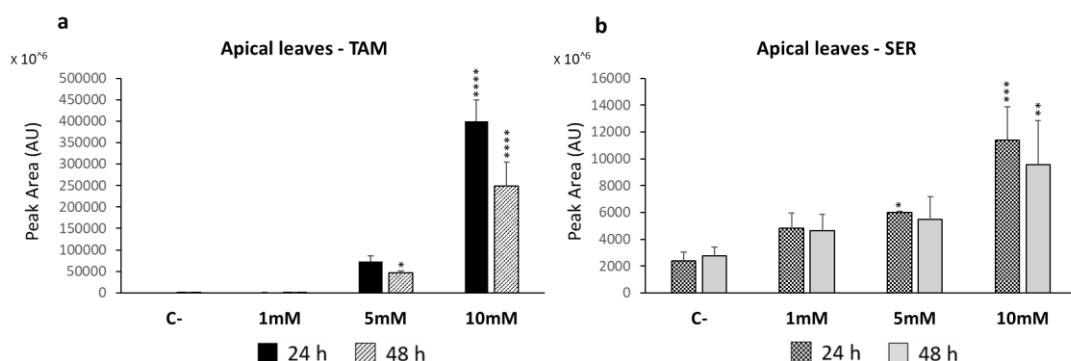 a
Apical leaves - TAM
x 10^6
Peak Area (AU)
500000
450000
400000
350000
300000
250000
200000
150000
100000
50000
0
****
****
*
C- 1mM 5mM 10mM
24 h 48 h
b
Apical leaves - SER
x 10^6
Peak Area (AU)
16000
14000
12000
10000
8000
6000
4000
2000
0
*
***
**
C- 1mM 5mM 10mM
24 h 48 h